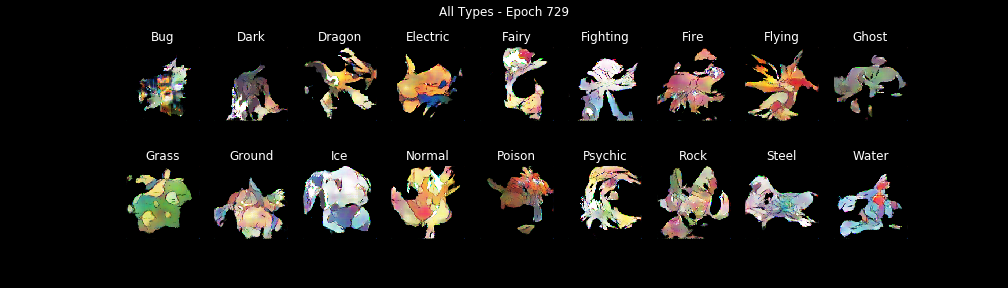 All Types - Epoch 729
Bug Dark Dragon Electric Fairy Fighting Fire Flying Ghost
Grass Ground Ice Normal Poison Psychic Rock Steel Water